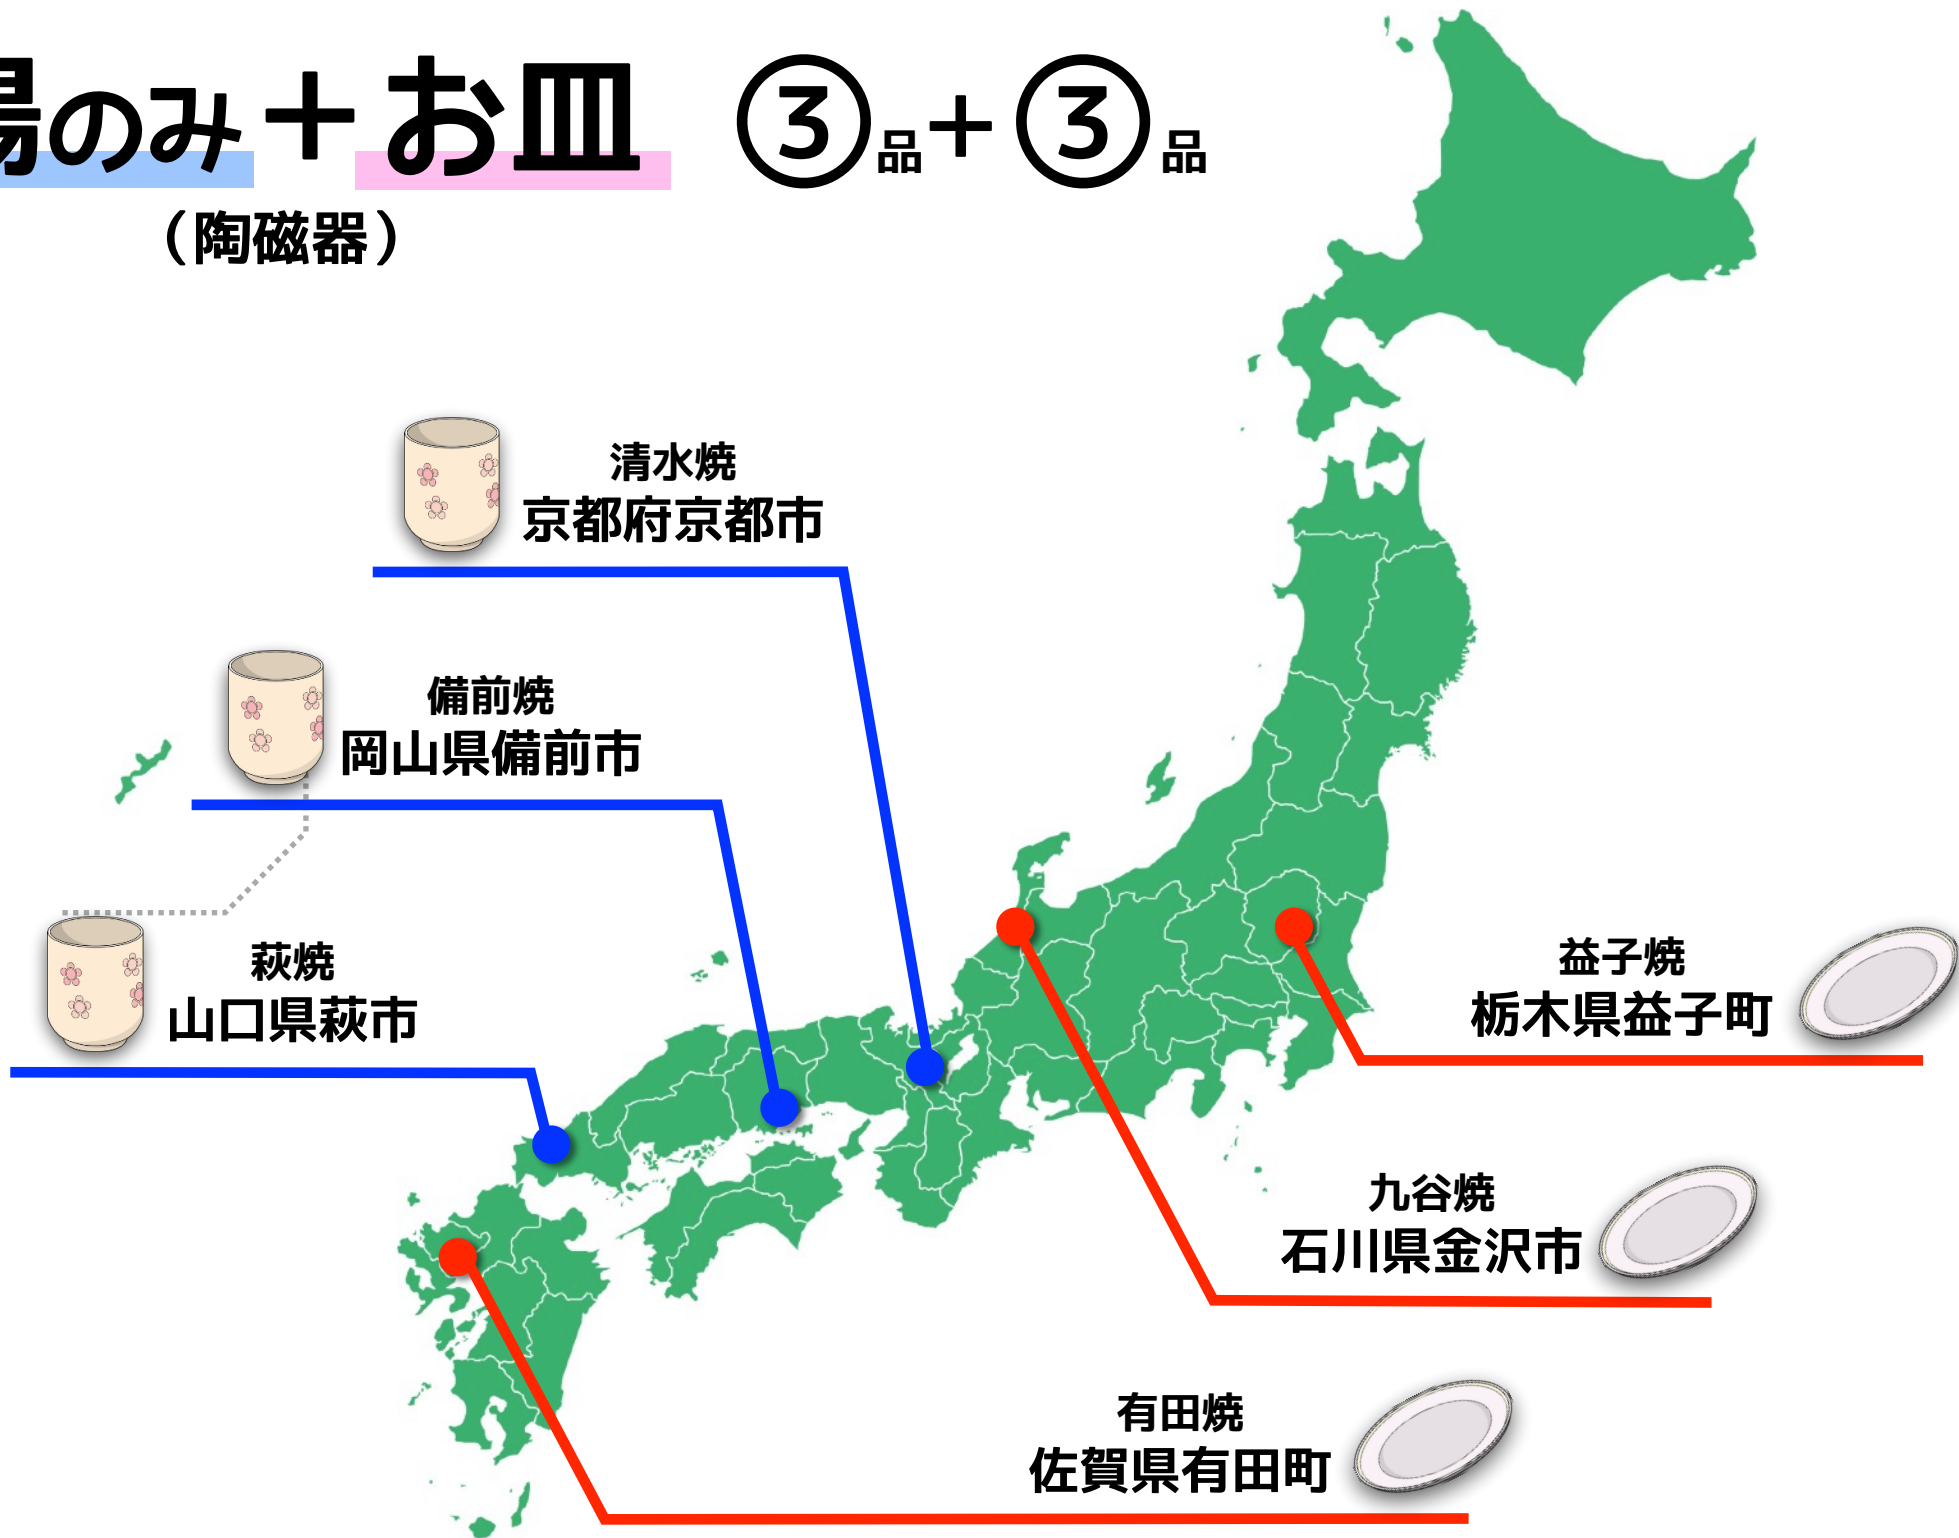 湯のみ+お皿 ③品+③品
(陶磁器)
清水焼
京都府京都市
備前焼
岡山県備前市
萩焼
山口県萩市
益子焼
栃木県益子町
九谷焼
石川県金沢市
有田焼
佐賀県有田町